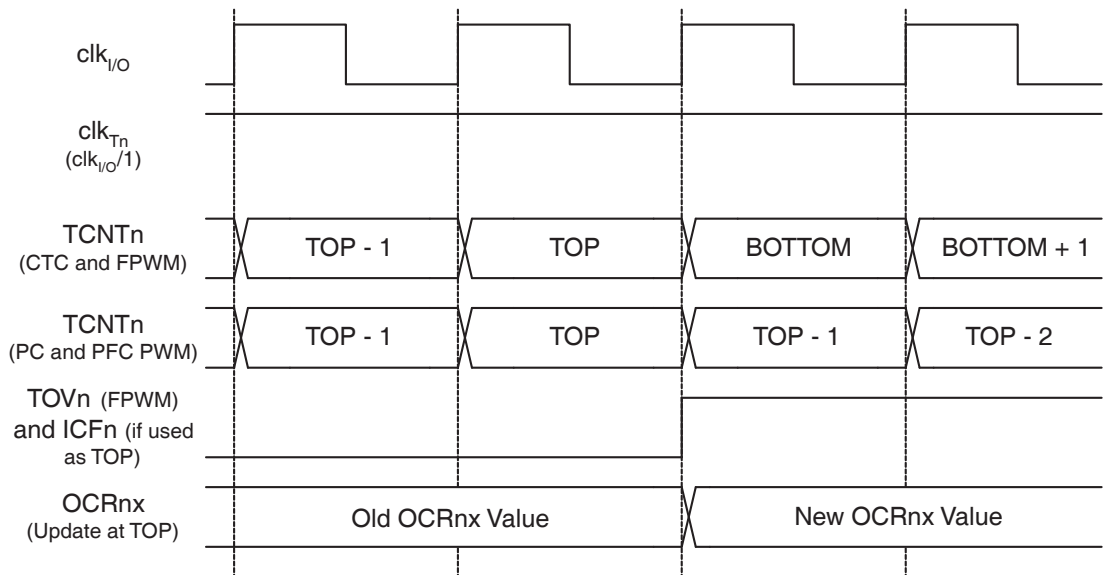 clkI/O
clkTn
(clkI/O/1)
TCNTn
(CTC and FPWM)
TOP - 1
TOP
BOTTOM
BOTTOM + 1
TCNTn
(PC and PFC PWM)
TOP - 1
TOP
TOP - 1
TOP - 2
TOVn (FPWM)
and ICFn (if used
as TOP)
OCRnx
(Update at TOP)
Old OCRnx Value
New OCRnx Value